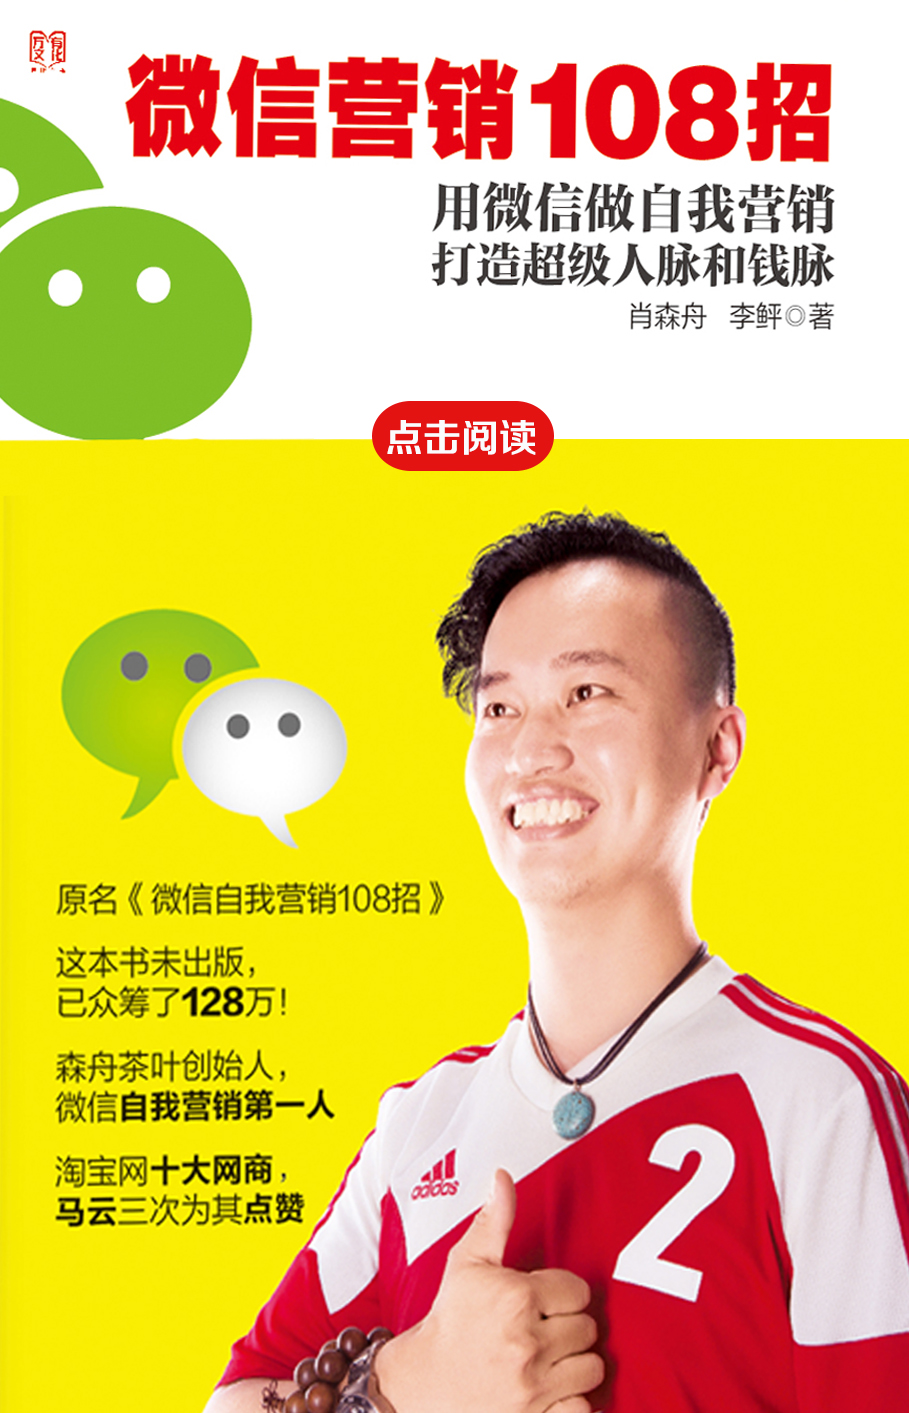 微信营销108招
用微信做自我营销
打造超级人脉和钱脉
肖森舟 李鲆◎著
点击阅读
原名《微信自我营销108招》
这本书未出版，
已众筹了128万！
森舟茶叶创始人，
微信自我营销第一人
淘宝网十大网商，
马云三次为其点赞
adidas
2